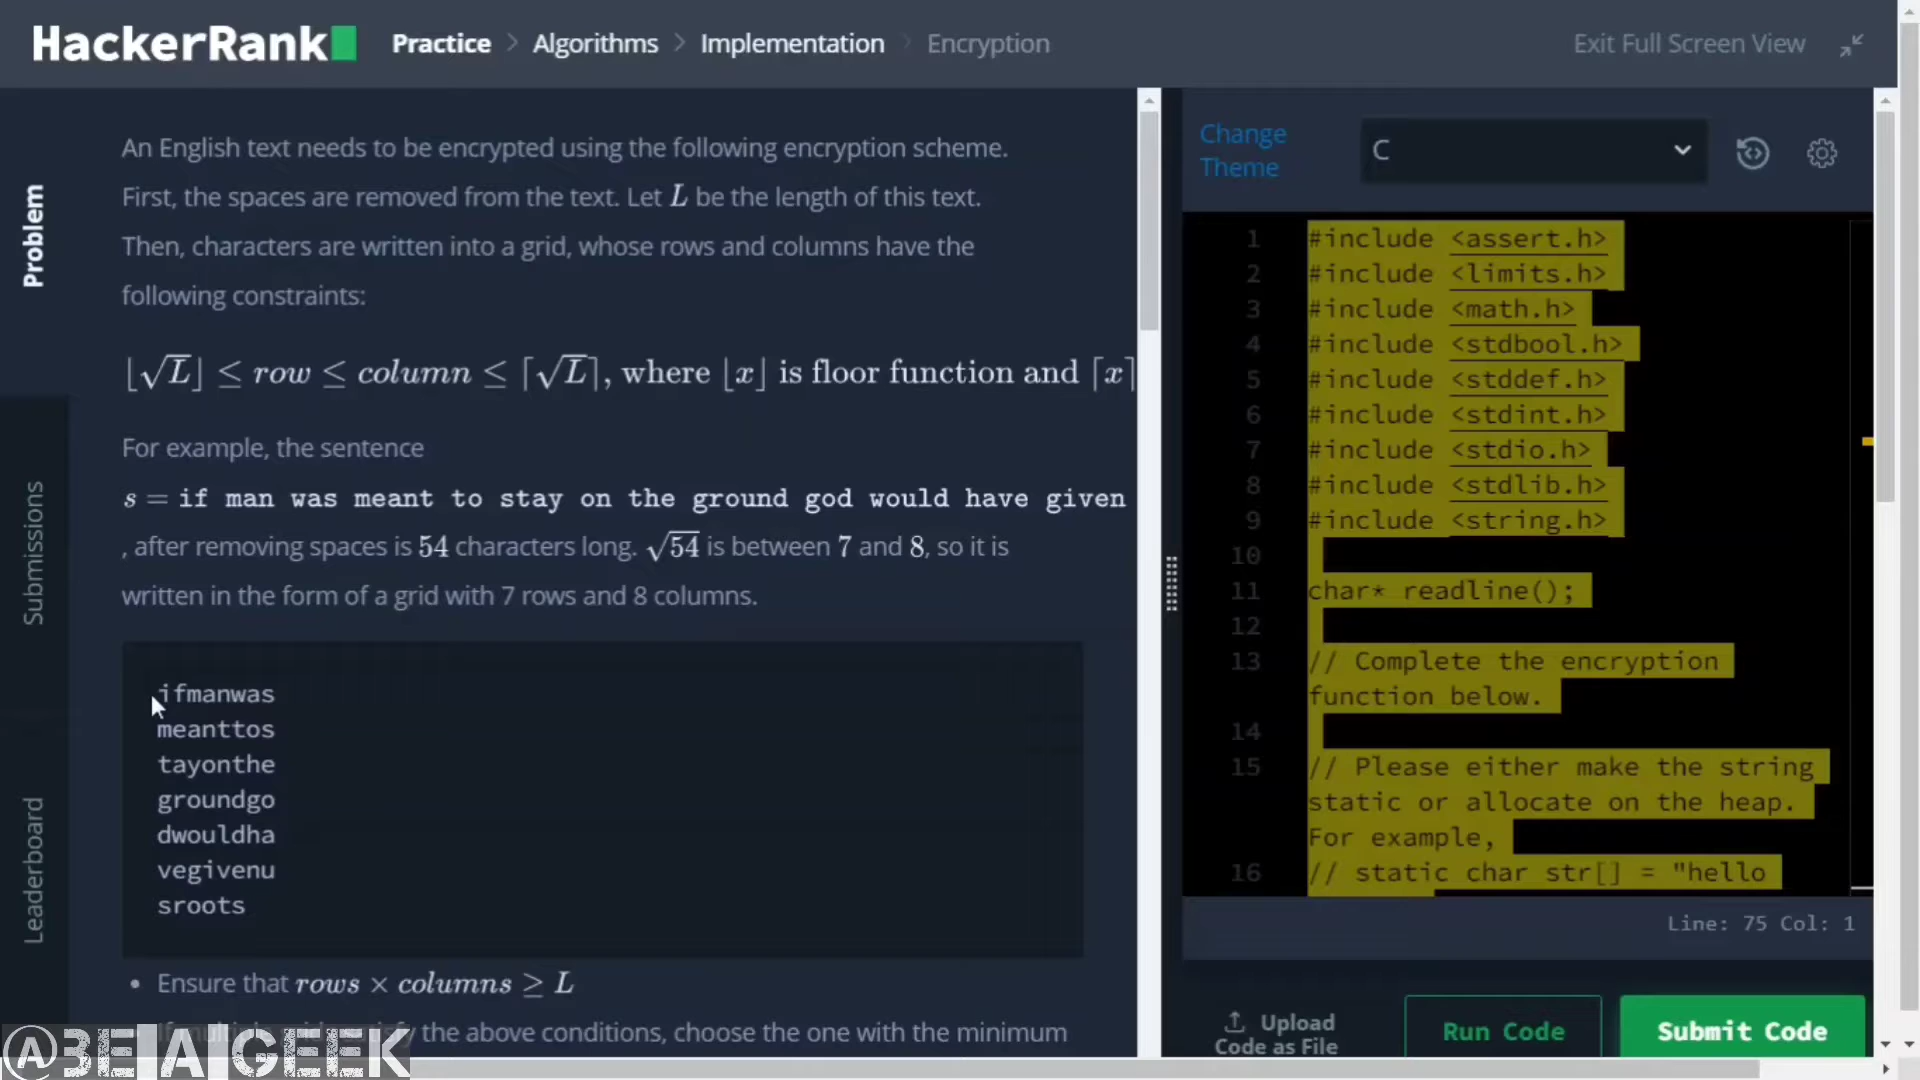 HackerRank
Practice > Algorithms > Implementation > Encryption
Exit Full Screen View
Problem
Submissions
Leaderboard
An English text needs to be encrypted using the following encryption scheme.
First, the spaces are removed from the text. Let L be the length of this text.
Then, characters are written into a grid, whose rows and columns have the
following constraints:
⌊√L⌋ ≤ row ≤ column ≤ ⌈√L⌉, where ⌊x⌋ is floor function and ⌈x⌉
For example, the sentence
s = if man was meant to stay on the ground god would have given
, after removing spaces is 54 characters long. √54 is between 7 and 8, so it is
written in the form of a grid with 7 rows and 8 columns.
ifmanwas
meanttos
tayonthe
groundgo
dwouldha
vegivenu
sroots
• Ensure that rows × columns ≥ L
the above conditions, choose the one with the minimum
@BE A GEEK
Change
Theme
C
1 #include <assert.h>
2 #include <limits.h>
3 #include <math.h>
4 #include <stdbool.h>
5 #include <stddef.h>
6 #include <stdint.h>
7 #include <stdio.h>
8 #include <stdlib.h>
9 #include <string.h>
10
11 char* readline();
12
13 // Complete the encryption
function below.
14
15 // Please either make the string
static or allocate on the heap.
For example,
16 // static char str[] = "hello
Line: 75 Col: 1
Upload
Code as File
Run Code
Submit Code